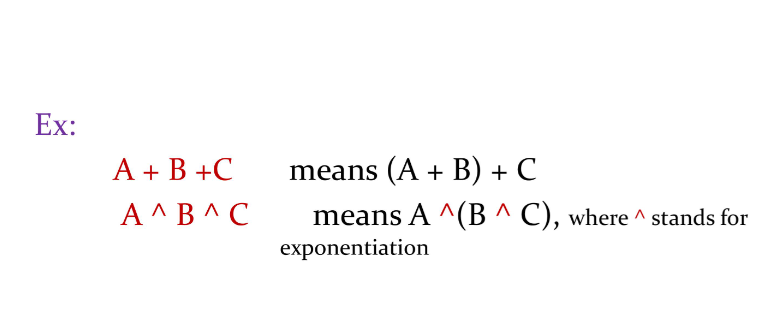 Ex:
A + B +C means (A + B) + C
A ^ B ^ C means A ^(B ^ C), where ^ stands for
exponentiation